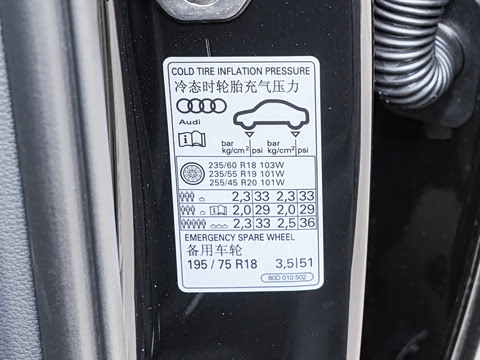 COLD TIRE INFLATION PRESSURE
冷态时轮胎充气压力
Audi
bar kg/cm² psi bar kg/cm² psi
235/60 R18 103W
235/55 R19 101W
255/45 R20 101W
2,3 33 2,3 33
2,0 29 2,0 29
2,3 33 2,5 36
EMERGENCY SPARE WHEEL
备用车轮
195 / 75 R18 3,5 51
80D 010 502